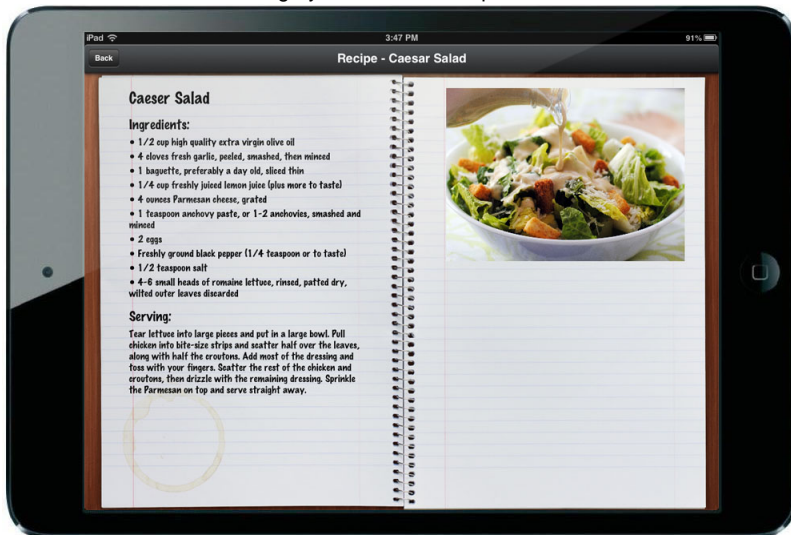 iPad 3:47 PM 91%
Back Recipe - Caesar Salad
Caeser Salad
Ingredients:
• 1/2 cup high quality extra virgin olive oil
• 4 cloves fresh garlic, peeled, smashed, then minced
• 1 baguette, preferably a day old, sliced thin
• 1/4 cup freshly juiced lemon juice (plus more to taste)
• 4 ounces Parmesan cheese, grated
• 1 teaspoon anchovy paste, or 1-2 anchovies, smashed and
minced
• 2 eggs
• Freshly ground black pepper (1/4 teaspoon or to taste)
• 1/2 teaspoon salt
• 4-6 small heads of romaine lettuce, rinsed, patted dry,
wilted outer leaves discarded
Serving:
Tear lettuce into large pieces and put in a large bowl. Pull
chicken into bite-size strips and scatter half over the leaves,
along with half the croutons. Add most of the dressing and
toss with your fingers. Scatter the rest of the chicken and
croutons, then drizzle with the remaining dressing. Sprinkle
the Parmesan on top and serve straight away.